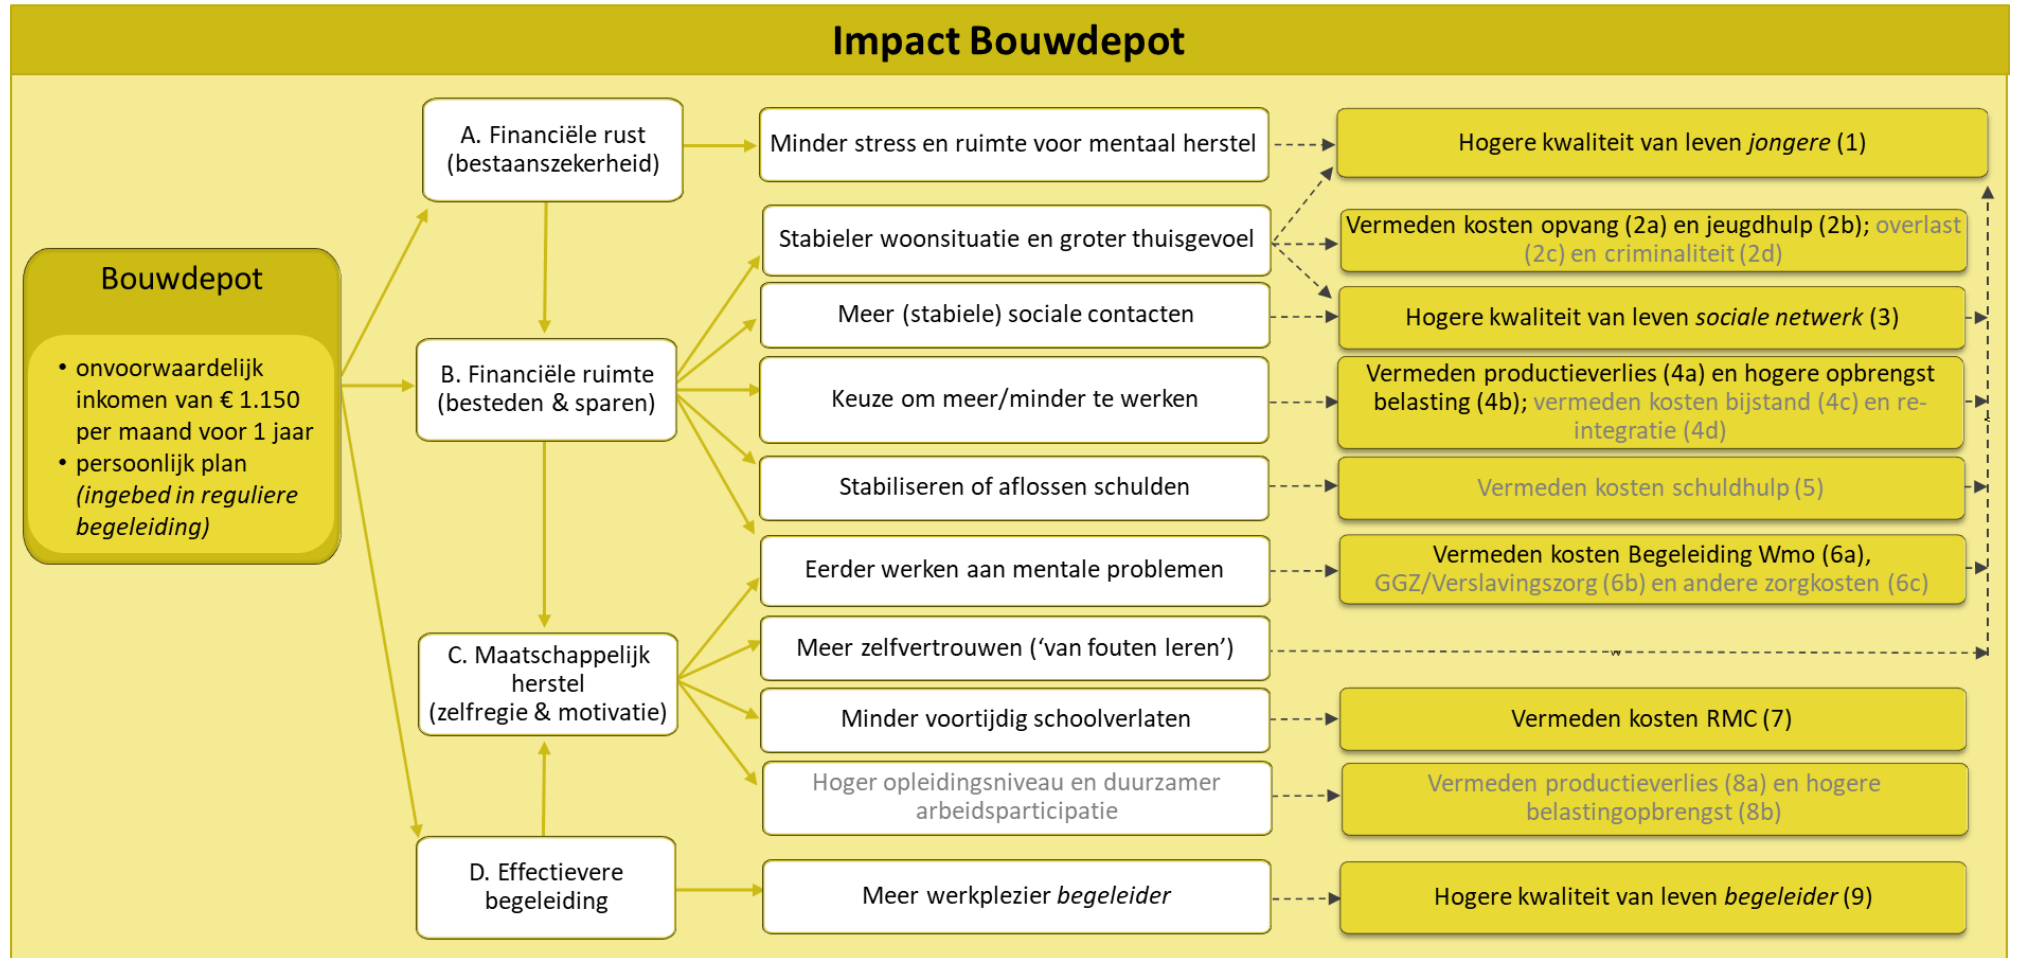 Impact Bouwdepot
Bouwdepot
• onvoorwaardelijk
inkomen van € 1.150
per maand voor 1 jaar
• persoonlijk plan
(ingebed in reguliere
begeleiding)
A. Financiële rust
(bestaanszekerheid)
B. Financiële ruimte
(besteden & sparen)
C. Maatschappelijk
herstel
(zelfregie & motivatie)
D. Effectievere
begeleiding
Minder stress en ruimte voor mentaal herstel
Stabieler woonsituatie en groter thuisgevoel
Meer (stabiele) sociale contacten
Keuze om meer/minder te werken
Stabiliseren of aflossen schulden
Eerder werken aan mentale problemen
Meer zelfvertrouwen (‘van fouten leren’)
Minder voortijdig schoolverlaten
Hoger opleidingsniveau en duurzamer
arbeidsparticipatie
Meer werkplezier begeleider
Hogere kwaliteit van leven jongere (1)
Vermeden kosten opvang (2a) en jeugdhulp (2b); overlast
(2c) en criminaliteit (2d)
Hogere kwaliteit van leven sociale netwerk (3)
Vermeden productieverlies (4a) en hogere opbrengst
belasting (4b); vermeden kosten bijstand (4c) en re-
integratie (4d)
Vermeden kosten schuldhulp (5)
Vermeden kosten Begeleiding Wmo (6a),
GGZ/Verslavingszorg (6b) en andere zorgkosten (6c)
Vermeden kosten RMC (7)
Vermeden productieverlies (8a) en hogere
belastingopbrengst (8b)
Hogere kwaliteit van leven begeleider (9)